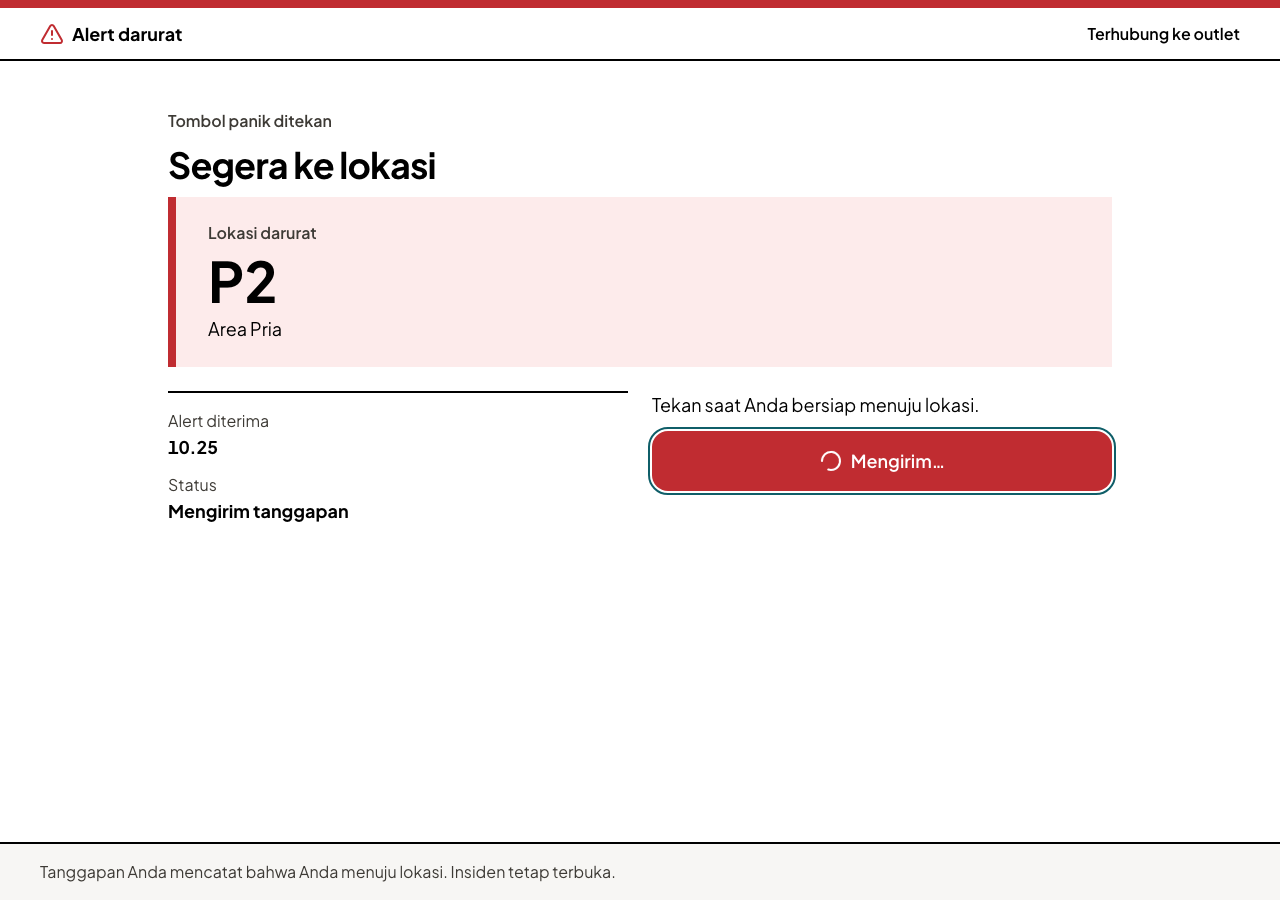 Alert darurat
Terhubung ke outlet
Tombol panik ditekan
Segera ke lokasi
Lokasi darurat
P2
Area Pria
Alert diterima
10.25
Status
Mengirim tanggapan
Tekan saat Anda bersiap menuju lokasi.
Mengirim…
Tanggapan Anda mencatat bahwa Anda menuju lokasi. Insiden tetap terbuka.